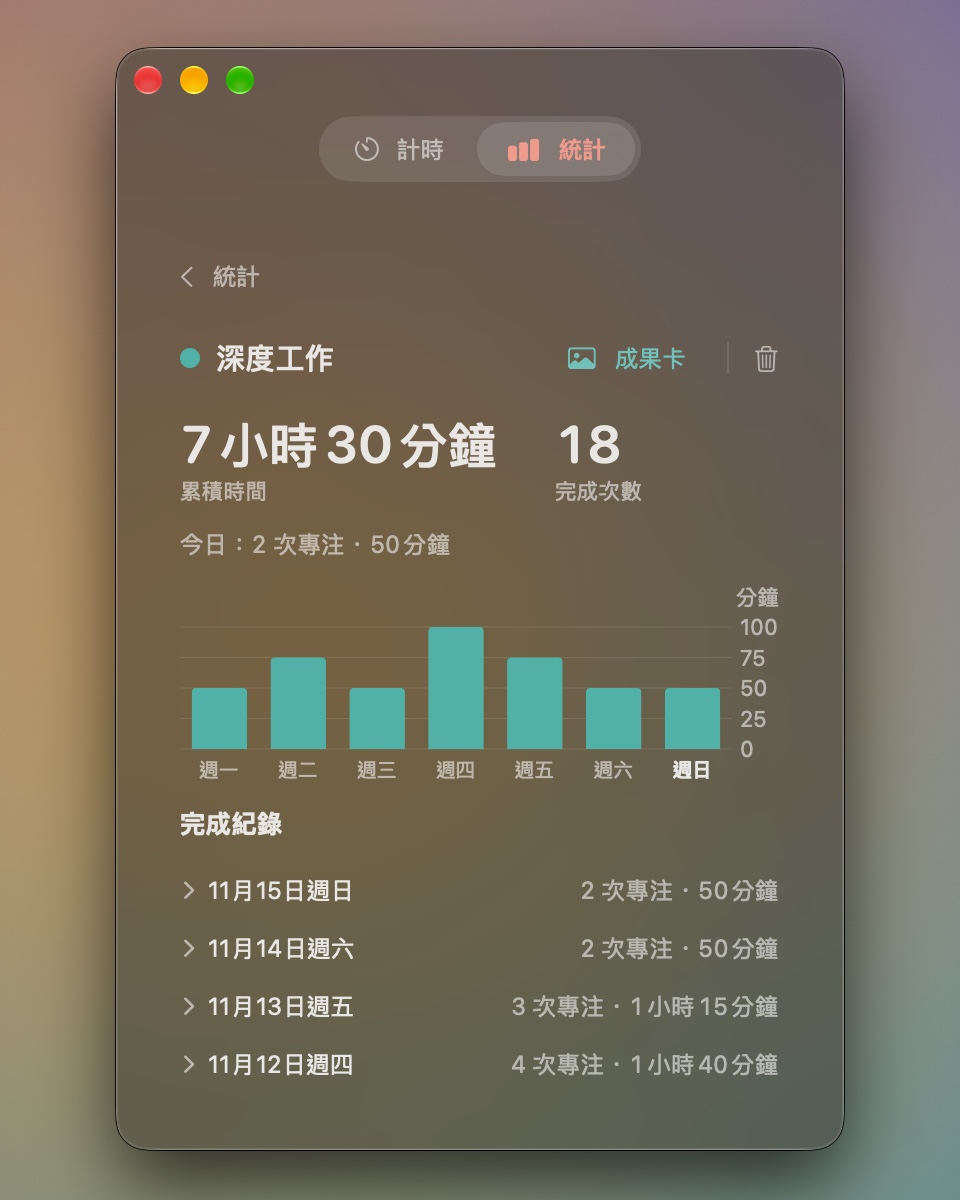 計時 統計
統計
深度工作 成果卡
7小時30分鐘 18
累積時間 完成次數
今日：2 次專注 · 50分鐘
分鐘
100
75
50
25
0
週一 週二 週三 週四 週五 週六 週日
完成紀錄
11月15日週日 2 次專注 · 50分鐘
11月14日週六 2 次專注 · 50分鐘
11月13日週五 3 次專注 · 1小時15分鐘
11月12日週四 4 次專注 · 1小時40分鐘